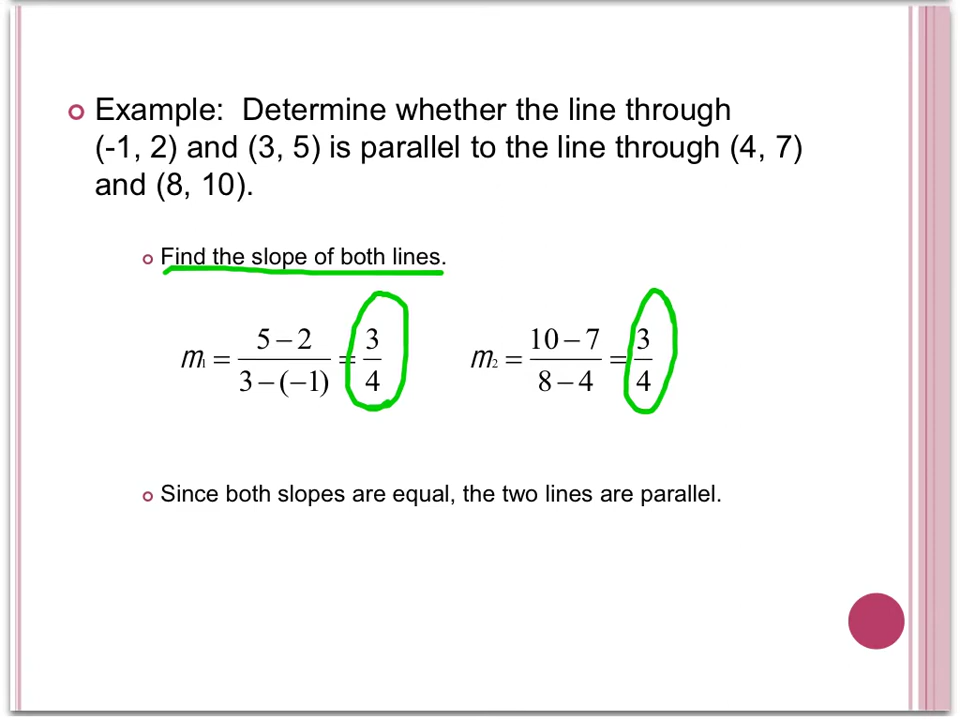 Example: Determine whether the line through
(-1, 2) and (3, 5) is parallel to the line through (4, 7)
and (8, 10).
Find the slope of both lines.
m₁ = (5 − 2)/(3 − (−1)) = 3/4
m₂ = (10 − 7)/(8 − 4) = 3/4
Since both slopes are equal, the two lines are parallel.